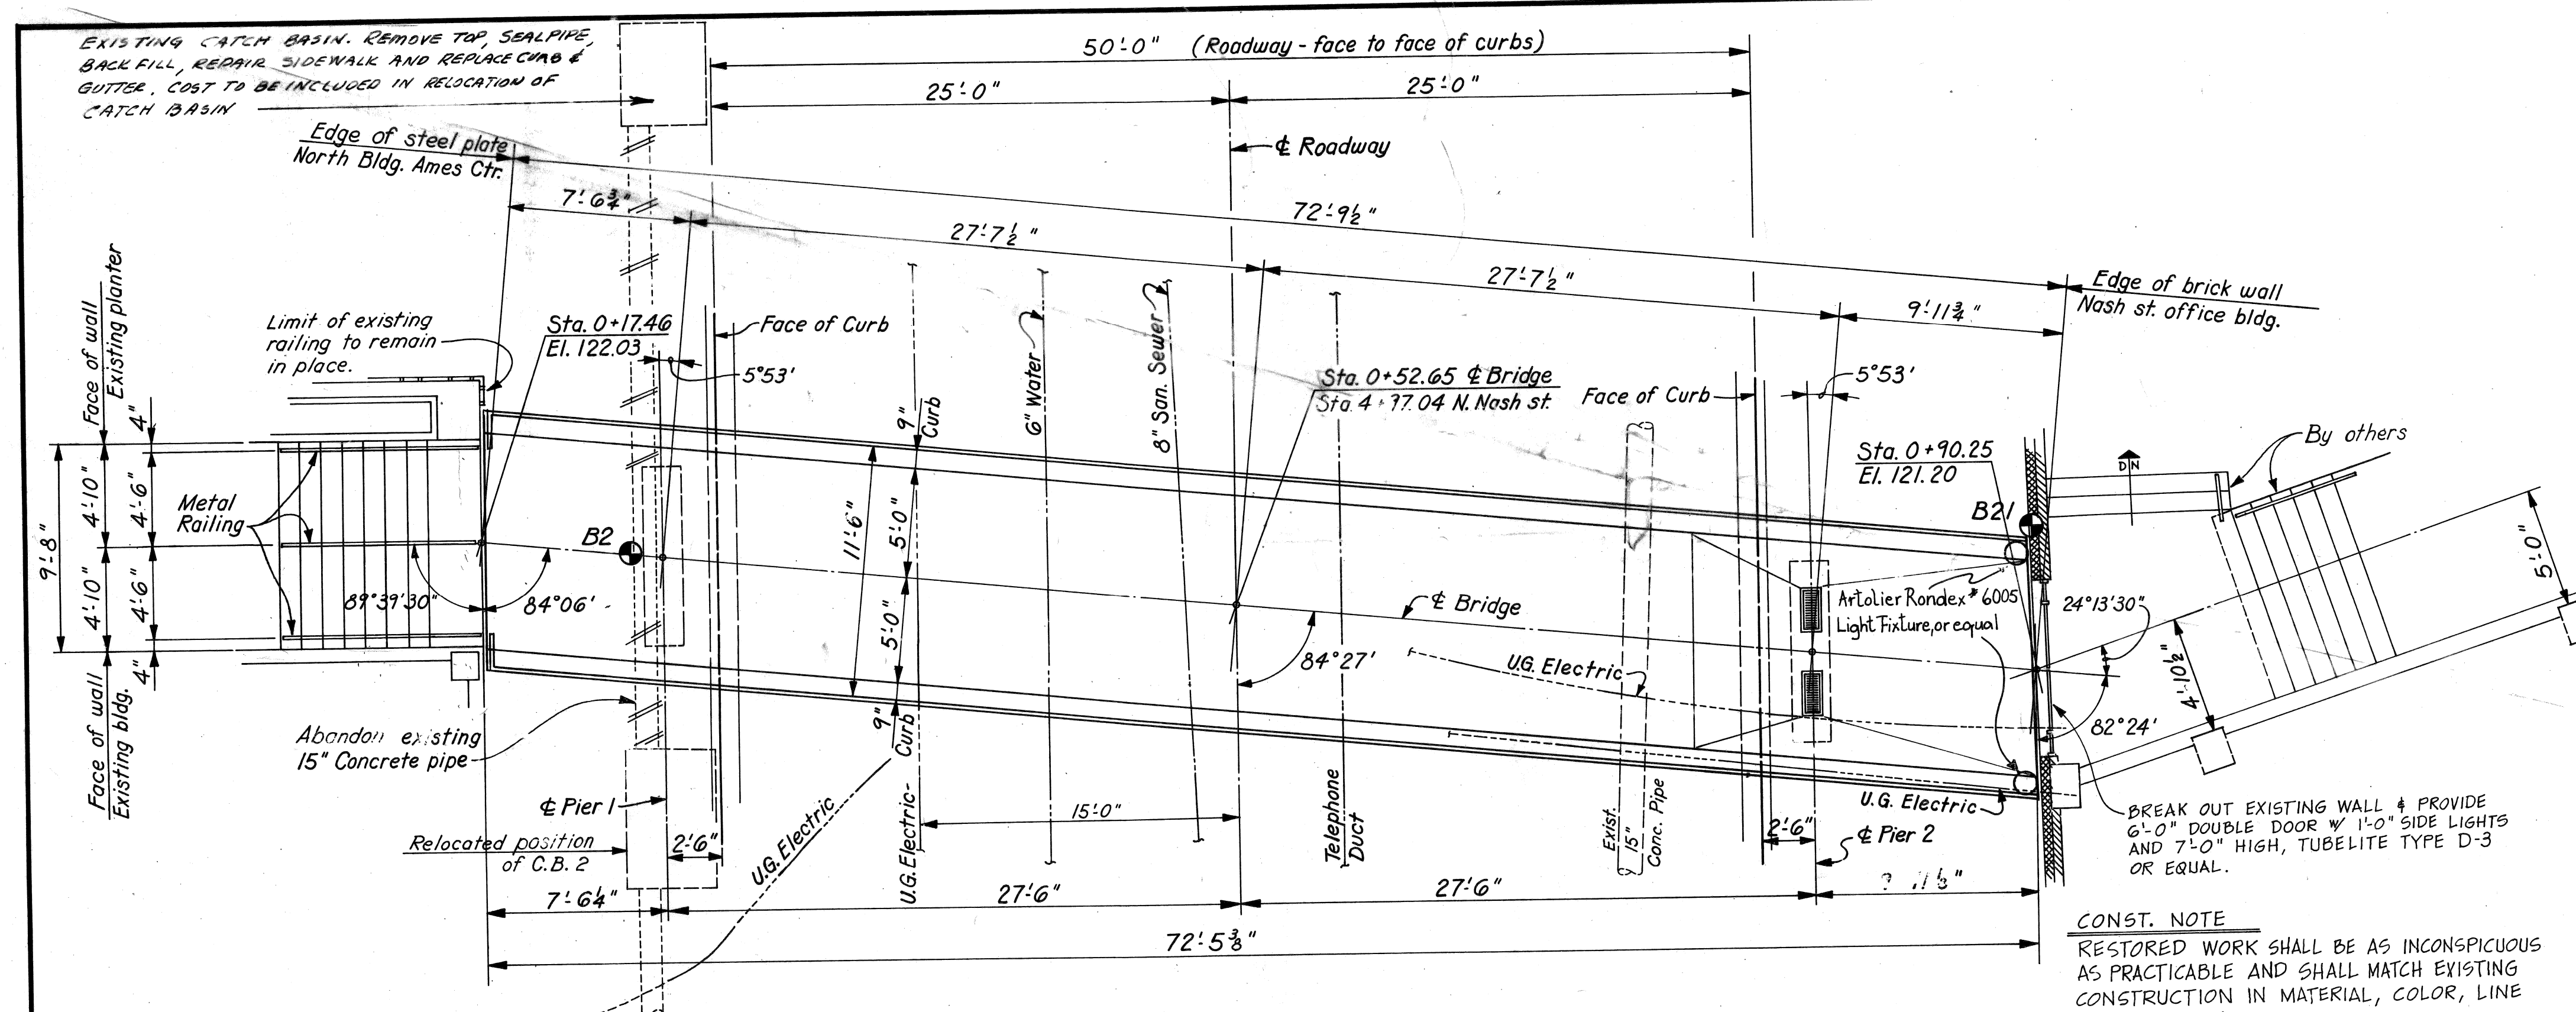 EXISTING CATCH BASIN. REMOVE TOP, SEAL PIPE,
BACK FILL, REPAIR SIDEWALK AND REPLACE CURB &
GUTTER. COST TO BE INCLUDED IN RELOCATION OF
CATCH BASIN
50'-0" (Roadway - face to face of curbs)
25'-0"
25'-0"
℄ Roadway
Edge of steel plate
North Bldg. Ames Ctr.
72'-9½"
7'-6¾"
27'-7½"
27'-7½"
9'-11¾"
Edge of brick wall
Nash st. office bldg.
Face of wall
Existing planter
Limit of existing
railing to remain
in place.
Sta. 0+17.46
El. 122.03
Face of Curb
5°53'
9"
Curb
6" Water
8" San. Sewer
Sta. 0+52.65 ℄ Bridge
Sta. 4+97.04 N. Nash st.
Face of Curb
5°53'
Sta. 0+90.25
El. 121.20
By others
DN
B21
4"
4'-10"
4'-6"
9'-8"
4'-10"
4'-6"
4"
Metal
Railing
B2
89°39'30"
84°06'
11'-6"
5'-0"
5'-0"
9"
Curb
℄ Bridge
84°27'
U.G. Electric
Artolier Rondex # 6005
Light Fixture, or equal
24°13'30"
5'-0"
4'-10½"
82°24'
Face of wall
Existing bldg.
Abandon existing
15" Concrete pipe
℄ Pier 1
Relocated position
of C.B. 2
2'-6"
U.G. Electric
U.G. Electric
15'-0"
Telephone
Duct
Exist.
15"
Conc. Pipe
2'-6"
℄ Pier 2
U.G. Electric
BREAK OUT EXISTING WALL & PROVIDE
6'-0" DOUBLE DOOR W/ 1'-0" SIDE LIGHTS
AND 7'-0" HIGH, TUBELITE TYPE D-3
OR EQUAL.
7'-6¼"
27'-6"
27'-6"
72'-5⅜"
CONST. NOTE
RESTORED WORK SHALL BE AS INCONSPICUOUS
AS PRACTICABLE AND SHALL MATCH EXISTING
CONSTRUCTION IN MATERIAL, COLOR, LINE